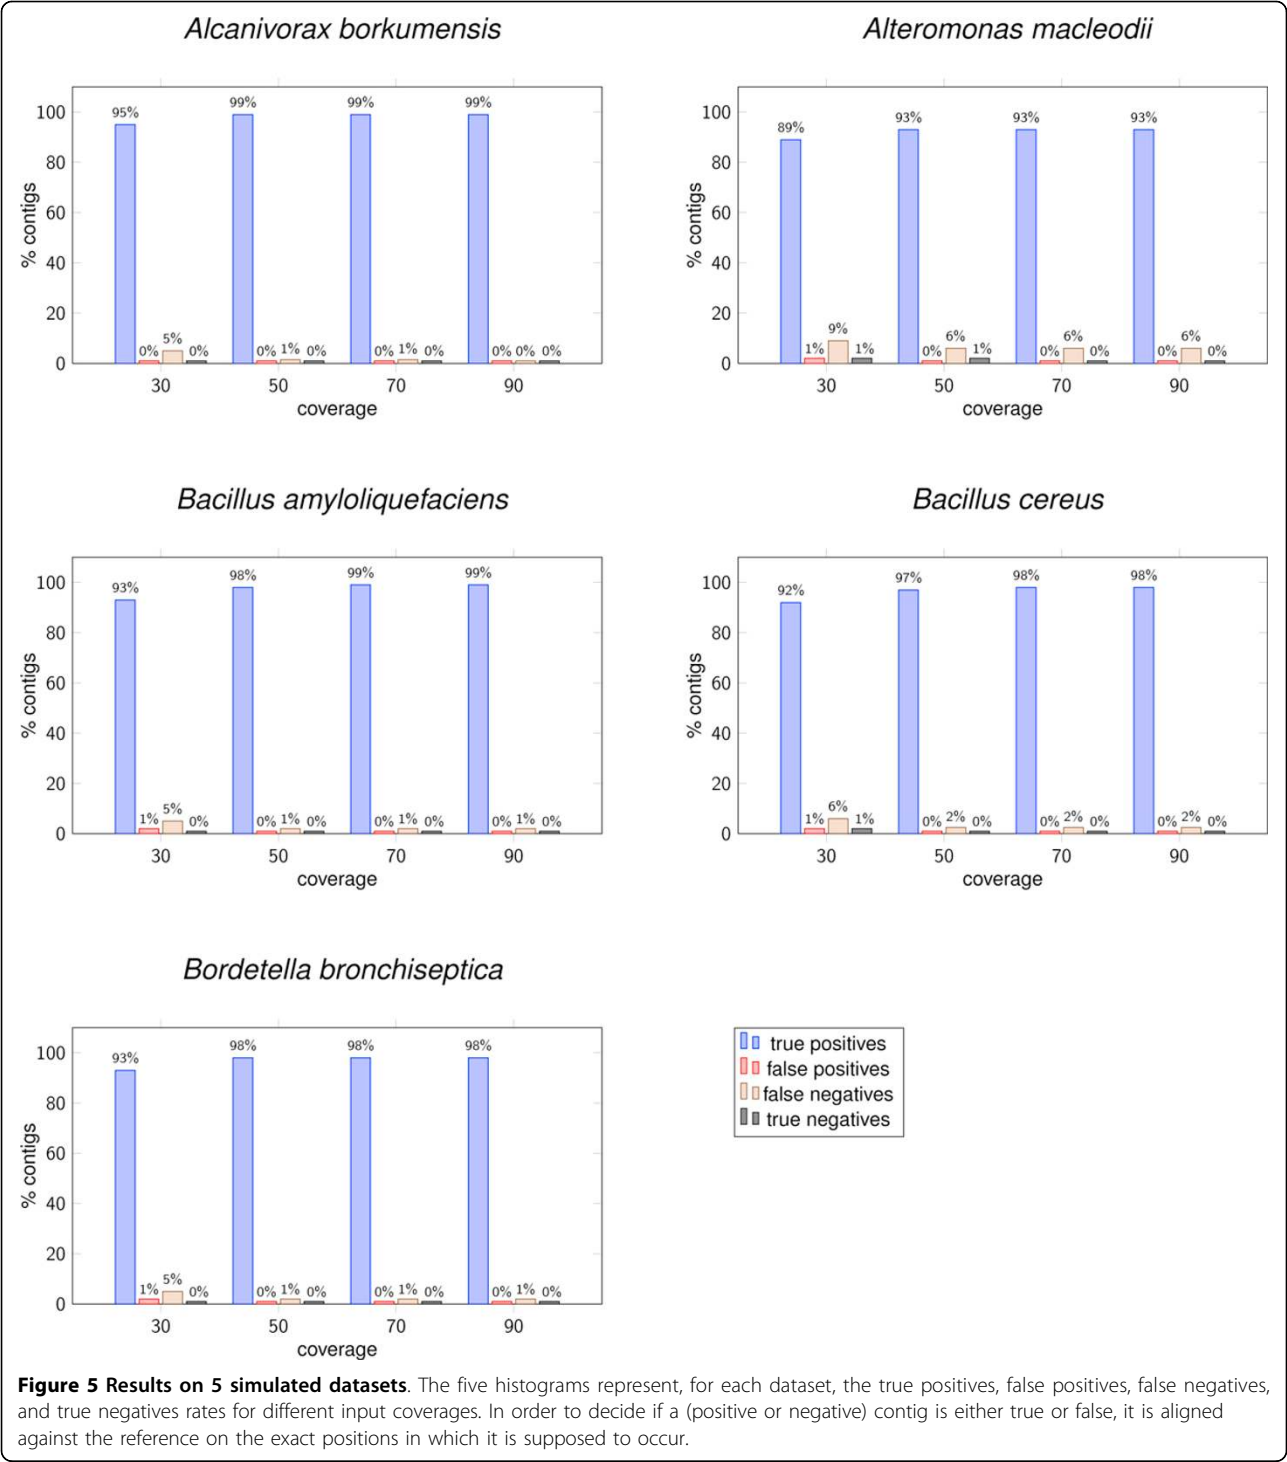 Alcanivorax borkumensis
% contigs
100
80
60
40
20
0
95% 0% 5% 0%
99% 0% 1% 0%
99% 0% 1% 0%
99% 0% 0% 0%
30 50 70 90
coverage
Alteromonas macleodii
% contigs
100
80
60
40
20
0
89% 1% 9% 1%
93% 0% 6% 1%
93% 0% 6% 0%
93% 0% 6% 0%
30 50 70 90
coverage
Bacillus amyloliquefaciens
% contigs
100
80
60
40
20
0
93% 1% 5% 0%
98% 0% 1% 0%
99% 0% 1% 0%
99% 0% 1% 0%
30 50 70 90
coverage
Bacillus cereus
% contigs
100
80
60
40
20
0
92% 1% 6% 1%
97% 0% 2% 0%
98% 0% 2% 0%
98% 0% 2% 0%
30 50 70 90
coverage
Bordetella bronchiseptica
% contigs
100
80
60
40
20
0
93% 1% 5% 0%
98% 0% 1% 0%
98% 0% 1% 0%
98% 0% 1% 0%
30 50 70 90
coverage
true positives
false positives
false negatives
true negatives
Figure 5 Results on 5 simulated datasets. The five histograms represent, for each dataset, the true positives, false positives, false negatives,
and true negatives rates for different input coverages. In order to decide if a (positive or negative) contig is either true or false, it is aligned
against the reference on the exact positions in which it is supposed to occur.